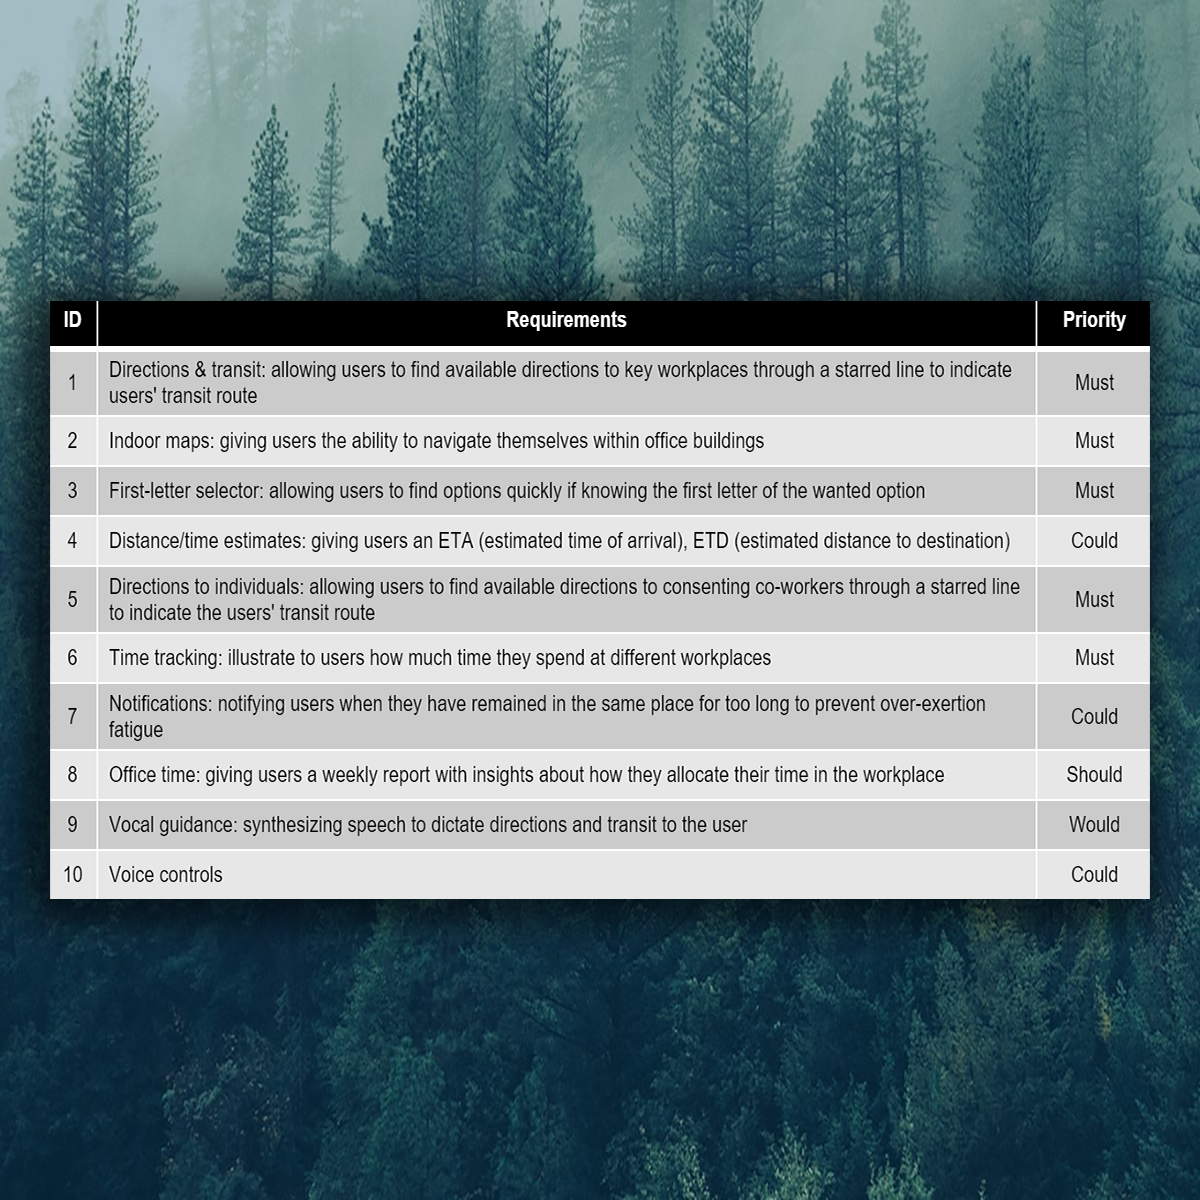 ID Requirements Priority
1 Directions & transit: allowing users to find available directions to key workplaces through a starred line to indicate
users' transit route Must
2 Indoor maps: giving users the ability to navigate themselves within office buildings Must
3 First-letter selector: allowing users to find options quickly if knowing the first letter of the wanted option Must
4 Distance/time estimates: giving users an ETA (estimated time of arrival), ETD (estimated distance to destination) Could
5 Directions to individuals: allowing users to find available directions to consenting co-workers through a starred line
to indicate the users' transit route Must
6 Time tracking: illustrate to users how much time they spend at different workplaces Must
7 Notifications: notifying users when they have remained in the same place for too long to prevent over-exertion
fatigue Could
8 Office time: giving users a weekly report with insights about how they allocate their time in the workplace Should
9 Vocal guidance: synthesizing speech to dictate directions and transit to the user Would
10 Voice controls Could